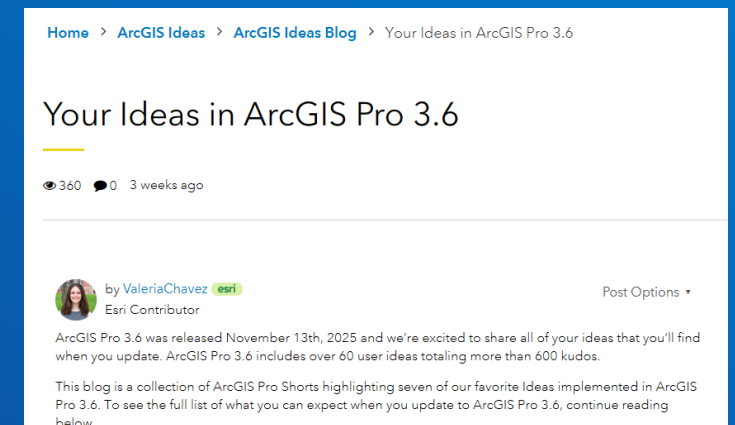 Home > ArcGIS Ideas > ArcGIS Ideas Blog > Your Ideas in ArcGIS Pro 3.6
Your Ideas in ArcGIS Pro 3.6
360 0 3 weeks ago
by ValeriaChavez esri
Post Options
Esri Contributor
ArcGIS Pro 3.6 was released November 13th, 2025 and we're excited to share all of your ideas that you'll find
when you update. ArcGIS Pro 3.6 includes over 60 user ideas totaling more than 600 kudos.
This blog is a collection of ArcGIS Pro Shorts highlighting seven of our favorite Ideas implemented in ArcGIS
Pro 3.6. To see the full list of what you can expect when you update to ArcGIS Pro 3.6, continue reading
below